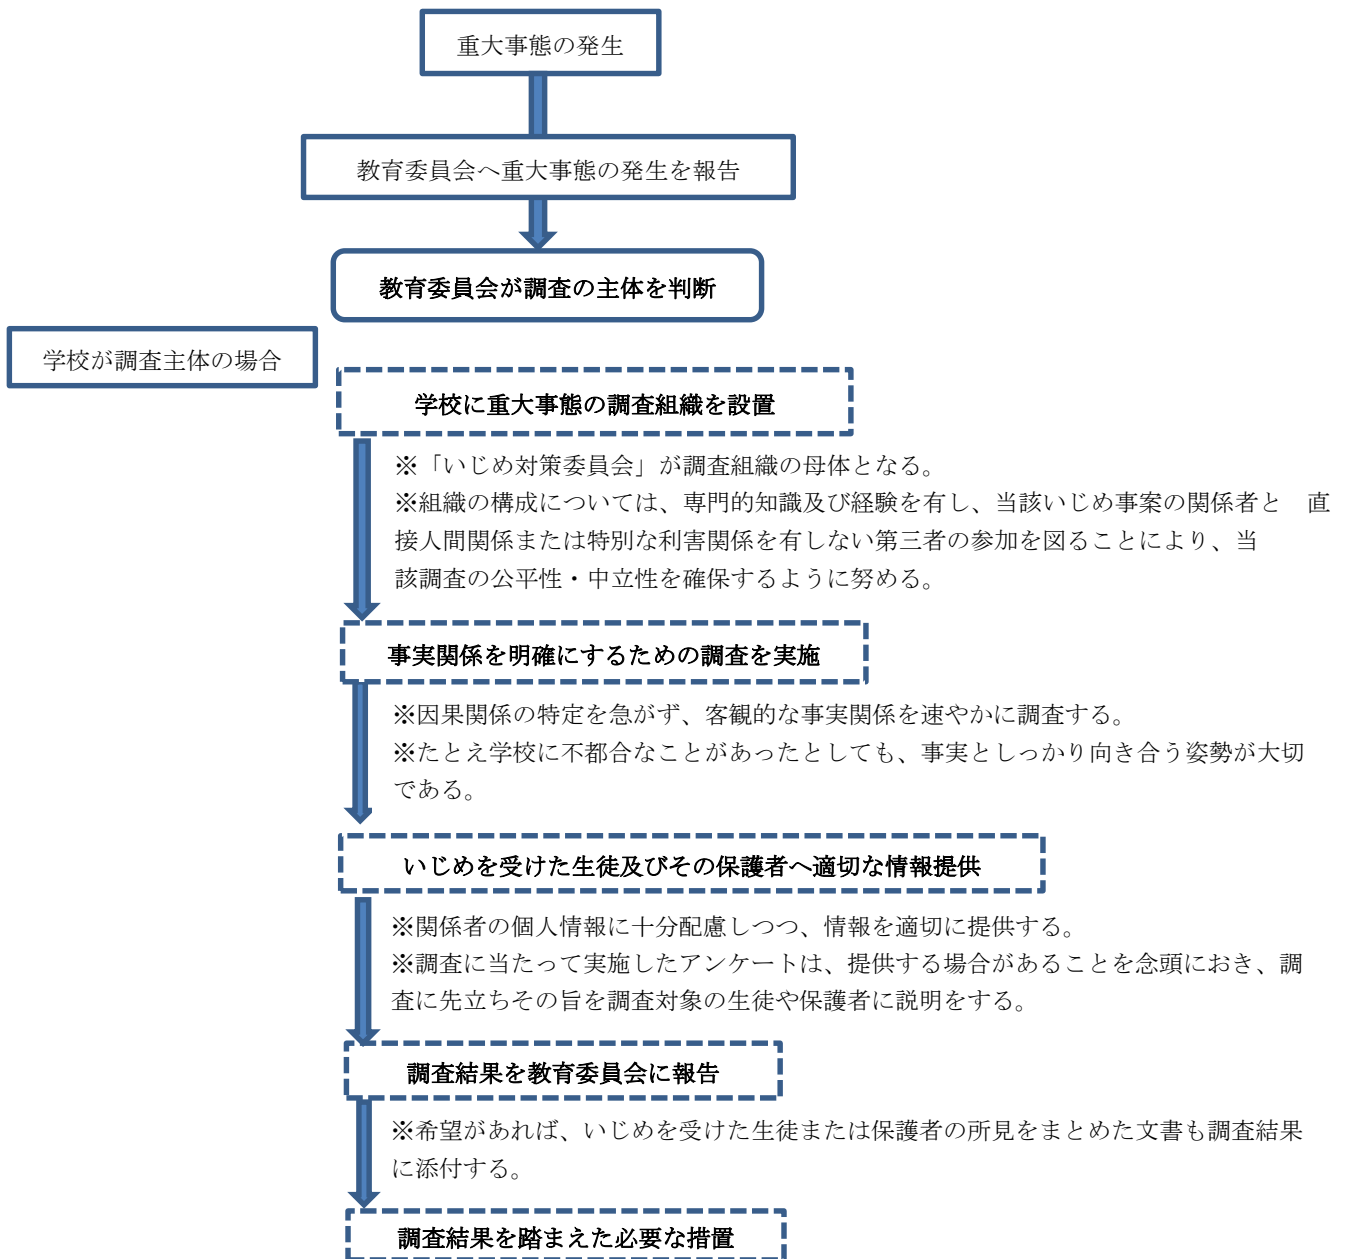 重大事態の発生
教育委員会へ重大事態の発生を報告
教育委員会が調査の主体を判断
学校が調査主体の場合
学校に重大事態の調査組織を設置
※「いじめ対策委員会」が調査組織の母体となる。
※組織の構成については、専門的知識及び経験を有し、当該いじめ事案の関係者と　直
接人間関係または特別な利害関係を有しない第三者の参加を図ることにより、当
該調査の公平性・中立性を確保するように努める。
事実関係を明確にするための調査を実施
※因果関係の特定を急がず、客観的な事実関係を速やかに調査する。
※たとえ学校に不都合なことがあったとしても、事実としっかり向き合う姿勢が大切
である。
いじめを受けた生徒及びその保護者へ適切な情報提供
※関係者の個人情報に十分配慮しつつ、情報を適切に提供する。
※調査に当たって実施したアンケートは、提供する場合があることを念頭におき、調
査に先立ちその旨を調査対象の生徒や保護者に説明をする。
調査結果を教育委員会に報告
※希望があれば、いじめを受けた生徒または保護者の所見をまとめた文書も調査結果
に添付する。
調査結果を踏まえた必要な措置